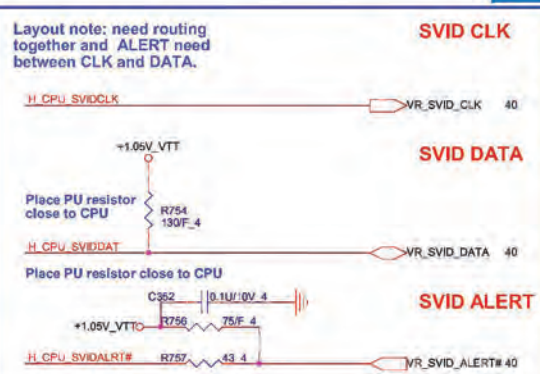 Layout note: need routing
together and ALERT need
between CLK and DATA.
SVID CLK
H_CPU_SVIDCLK
VR_SVID_CLK 40
+1.05V_VTT
SVID DATA
Place PU resistor
close to CPU
R754
130/F_4
H_CPU_SVIDDAT
VR_SVID_DATA 40
Place PU resistor close to CPU
C352 0.1U/10V_4
SVID ALERT
+1.05V_VTT R756 75/F_4
H_CPU_SVIDALRT# R757 43_4 VR_SVID_ALERT# 40